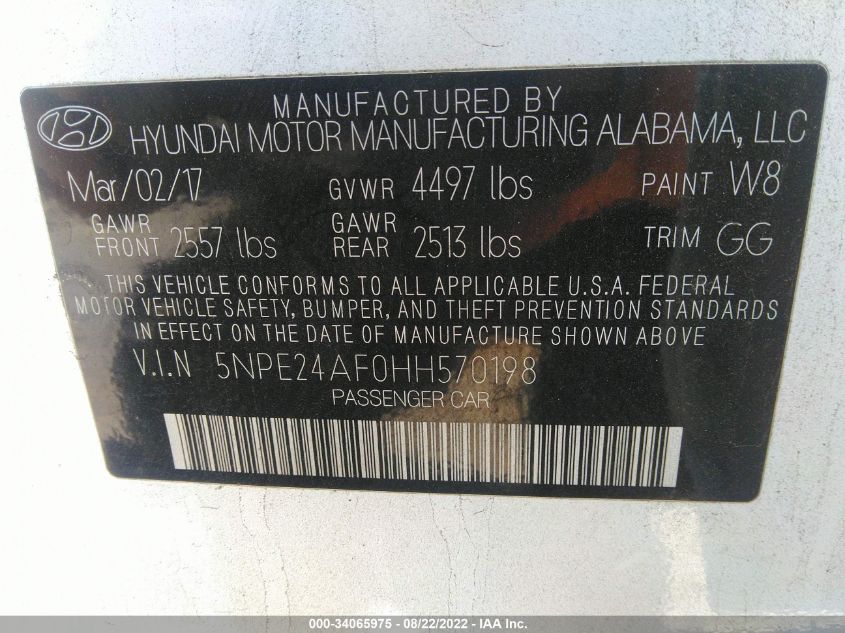 MANUFACTURED BY
HYUNDAI MOTOR MANUFACTURING ALABAMA, LLC
Mar/02/17 GVWR 4497 lbs PAINT W8
GAWR FRONT 2557 lbs GAWR REAR 2513 lbs TRIM GG
THIS VEHICLE CONFORMS TO ALL APPLICABLE U.S.A. FEDERAL
MOTOR VEHICLE SAFETY, BUMPER, AND THEFT PREVENTION STANDARDS
IN EFFECT ON THE DATE OF MANUFACTURE SHOWN ABOVE.
V.I.N 5NPE24AF0HH570198
PASSENGER CAR
000-34065975 - 08/22/2022 - IAA Inc.